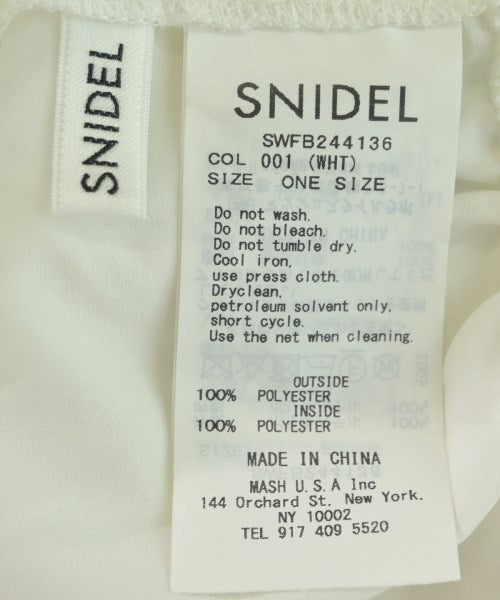 SNIDEL
SNIDEL
SWFB244136
COL 001 (WHT)
SIZE ONE SIZE
Do not wash.
Do not bleach.
Do not tumble dry.
Cool iron,
use press cloth.
Dryclean,
petroleum solvent only,
short cycle.
Use the net when cleaning.
OUTSIDE
100% POLYESTER
INSIDE
100% POLYESTER
MADE IN CHINA
MASH U.S.A Inc
144 Orchard St. New York.
NY 10002
TEL 917 409 5520